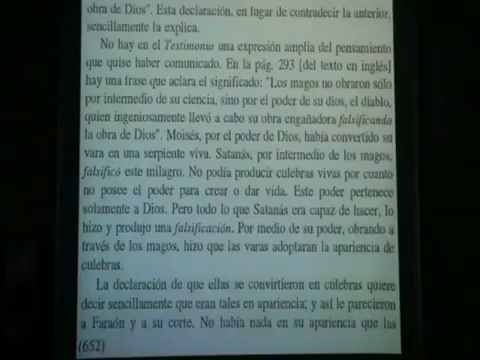 obra de Dios". Esta declaración, en lugar de contradecir la anterior,
sencillamente la explica.
No hay en el Testimonio una expresión amplia del pensamiento
que quise haber comunicado. En la pág. 293 [del texto en inglés]
hay una frase que aclara el significado: "Los magos no obraron sólo
por intermedio de su ciencia, sino por el poder de su dios, el diablo,
quien ingeniosamente llevó a cabo su obra engañadora falsificando
la obra de Dios". Moisés, por el poder de Dios, había convertido su
vara en una serpiente viva. Satanás, por intermedio de los magos,
falsificó este milagro. No podía producir culebras vivas por cuanto
no posee el poder para crear o dar vida. Este poder pertenece
solamente a Dios. Pero todo lo que Satanás era capaz de hacer, lo
hizo y produjo una falsificación. Por medio de su poder, obrando a
través de los magos, hizo que las varas adoptaran la apariencia de
culebras.
La declaración de que ellas se convirtieron en culebras quiere
decir sencillamente que eran tales en apariencia; y así le parecieron
a Faraón y a su corte. No había nada en su apariencia que las
(652)